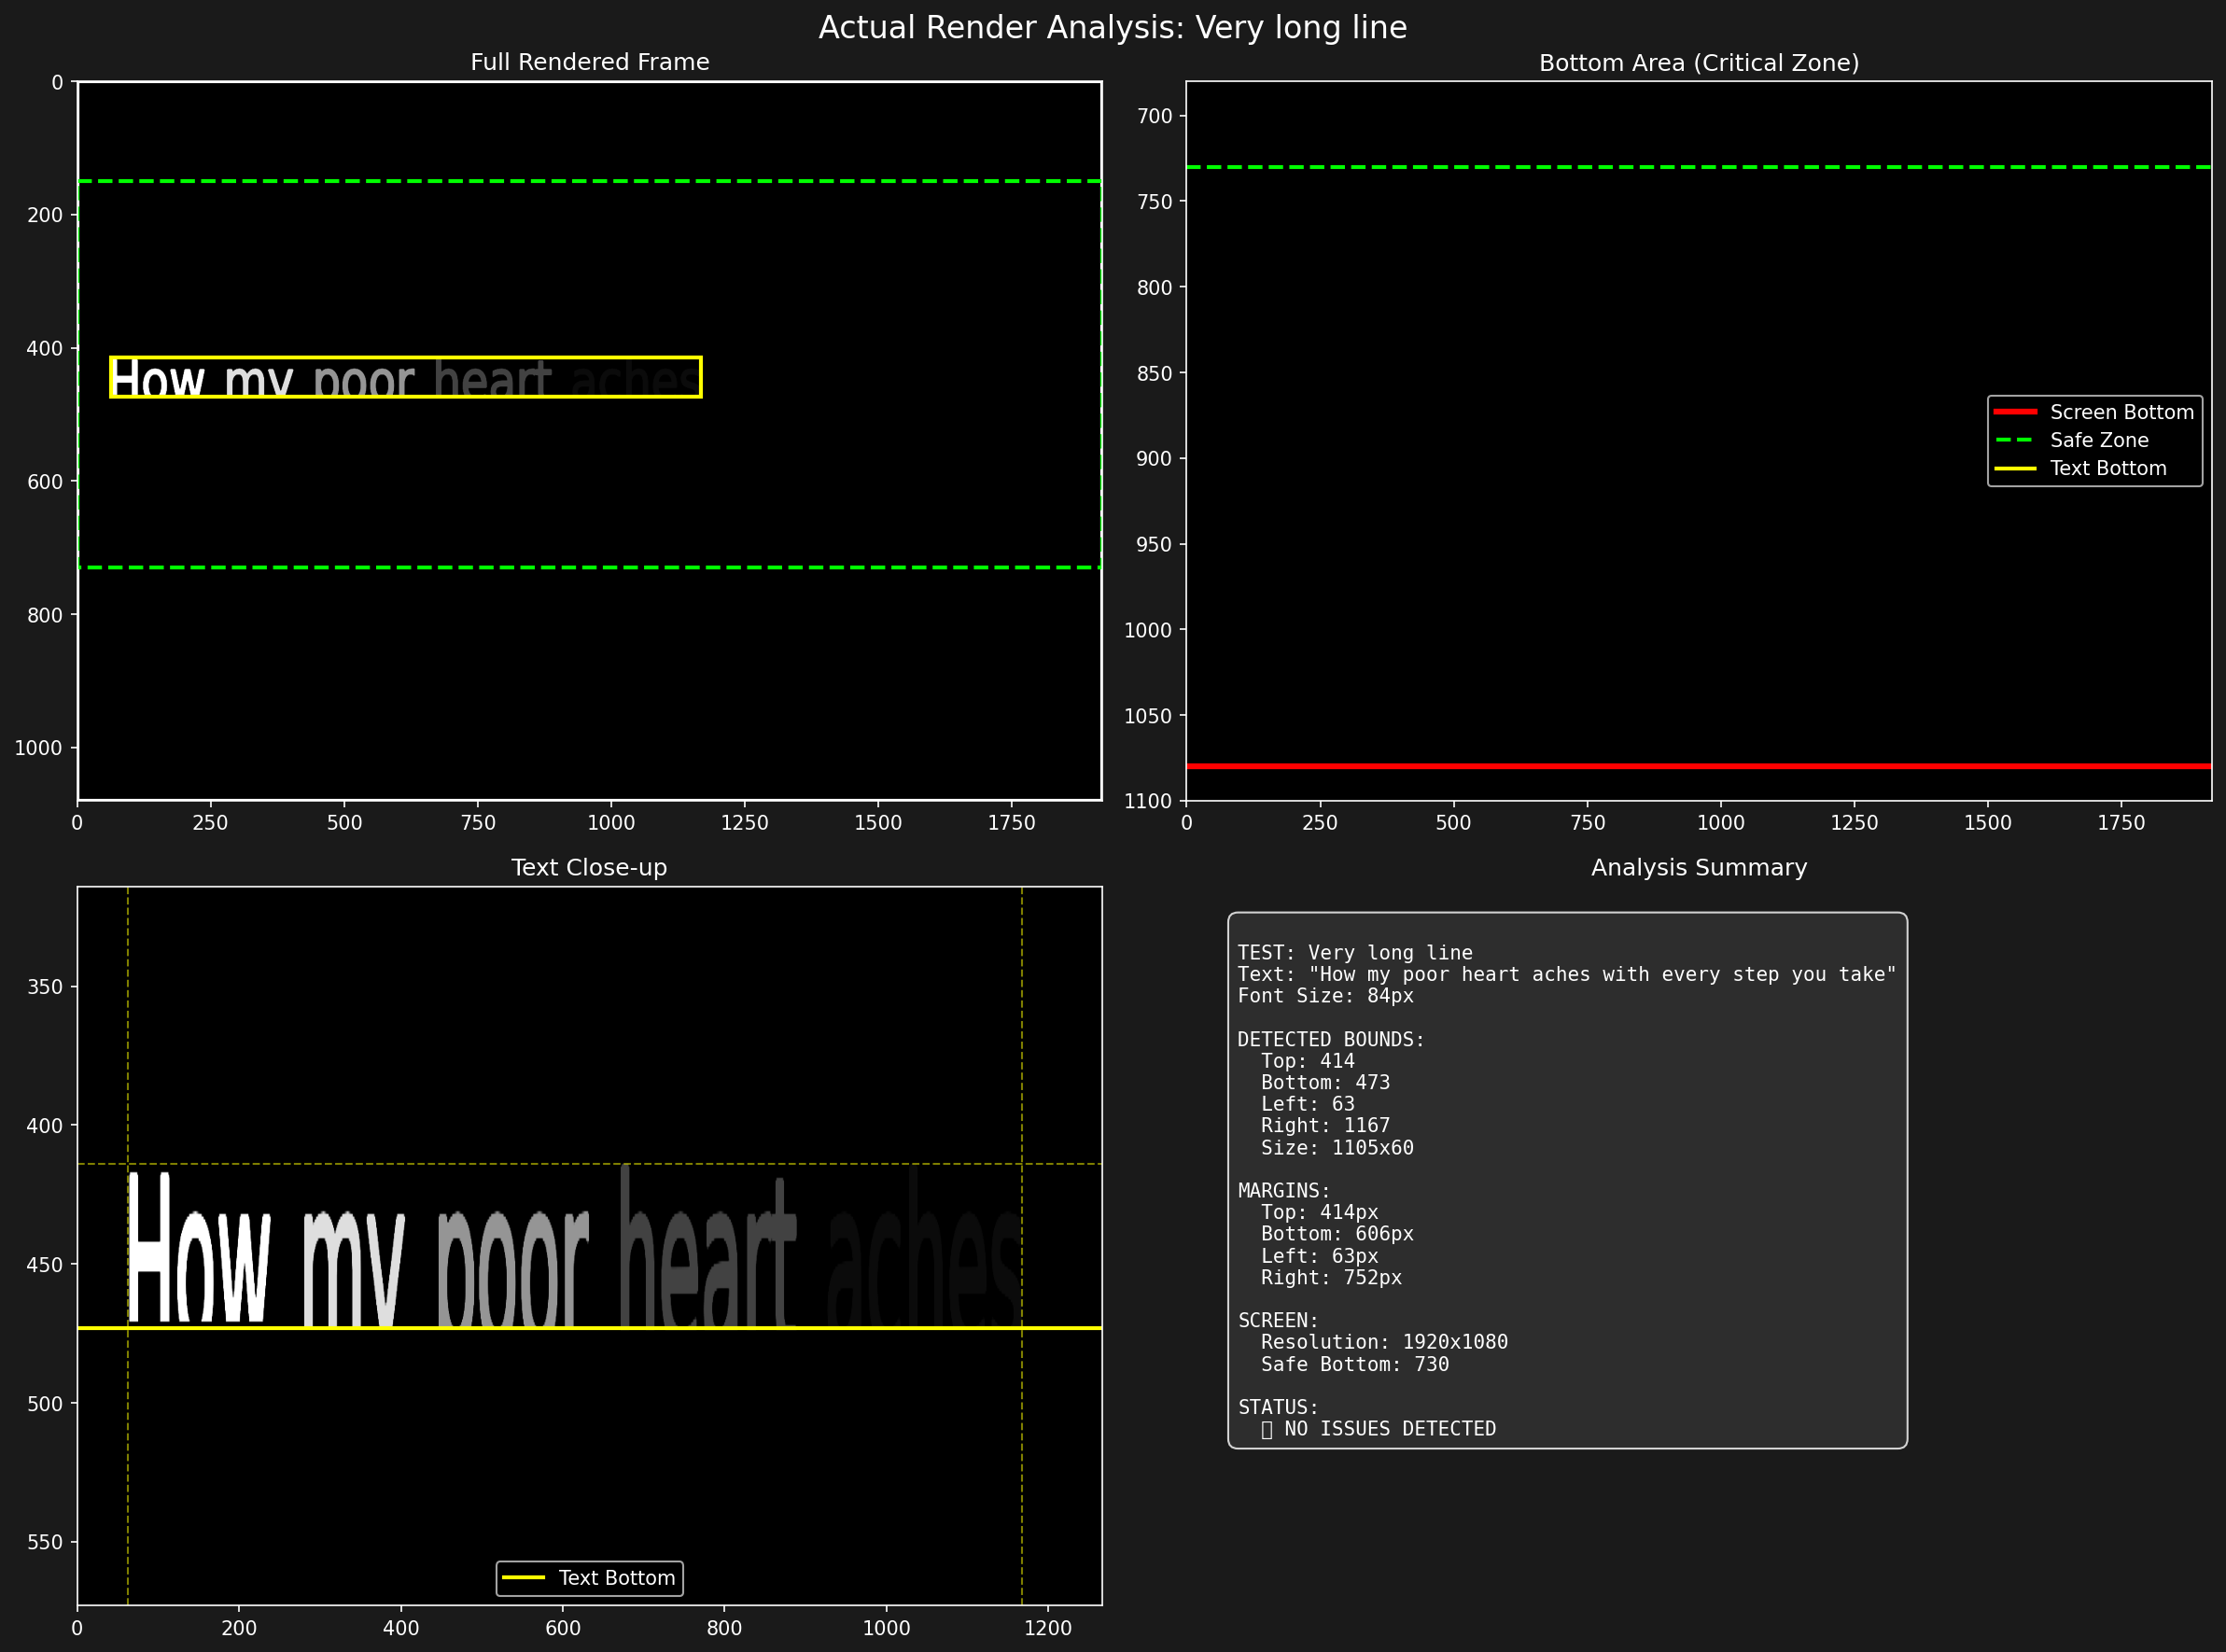 Actual Render Analysis: Very long line
Full Rendered Frame
0
200
400
600
800
1000
How my poor heart aches
0 250 500 750 1000 1250 1500 1750
Bottom Area (Critical Zone)
700
750
800
850
900
950
1000
1050
1100
Screen Bottom
Safe Zone
Text Bottom
0 250 500 750 1000 1250 1500 1750
Text Close-up
350
400
450
500
550
How my poor heart aches
Text Bottom
0 200 400 600 800 1000 1200
Analysis Summary
TEST: Very long line
Text: "How my poor heart aches with every step you take"
Font Size: 84px
DETECTED BOUNDS:
Top: 414
Bottom: 473
Left: 63
Right: 1167
Size: 1105x60
MARGINS:
Top: 414px
Bottom: 606px
Left: 63px
Right: 752px
SCREEN:
Resolution: 1920x1080
Safe Bottom: 730
STATUS:
NO ISSUES DETECTED